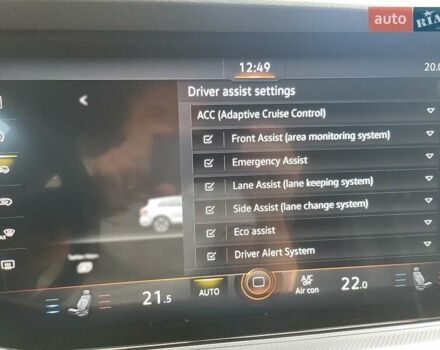 auto RIA
12:49
20.0
Driver assist settings
ACC (Adaptive Cruise Control)
Front Assist (area monitoring system)
Emergency Assist
Lane Assist (lane keeping system)
Side Assist (lane change system)
Eco assist
Driver Alert System
MAX
21.5
AUTO
A/C
OFF
Air con
22.0